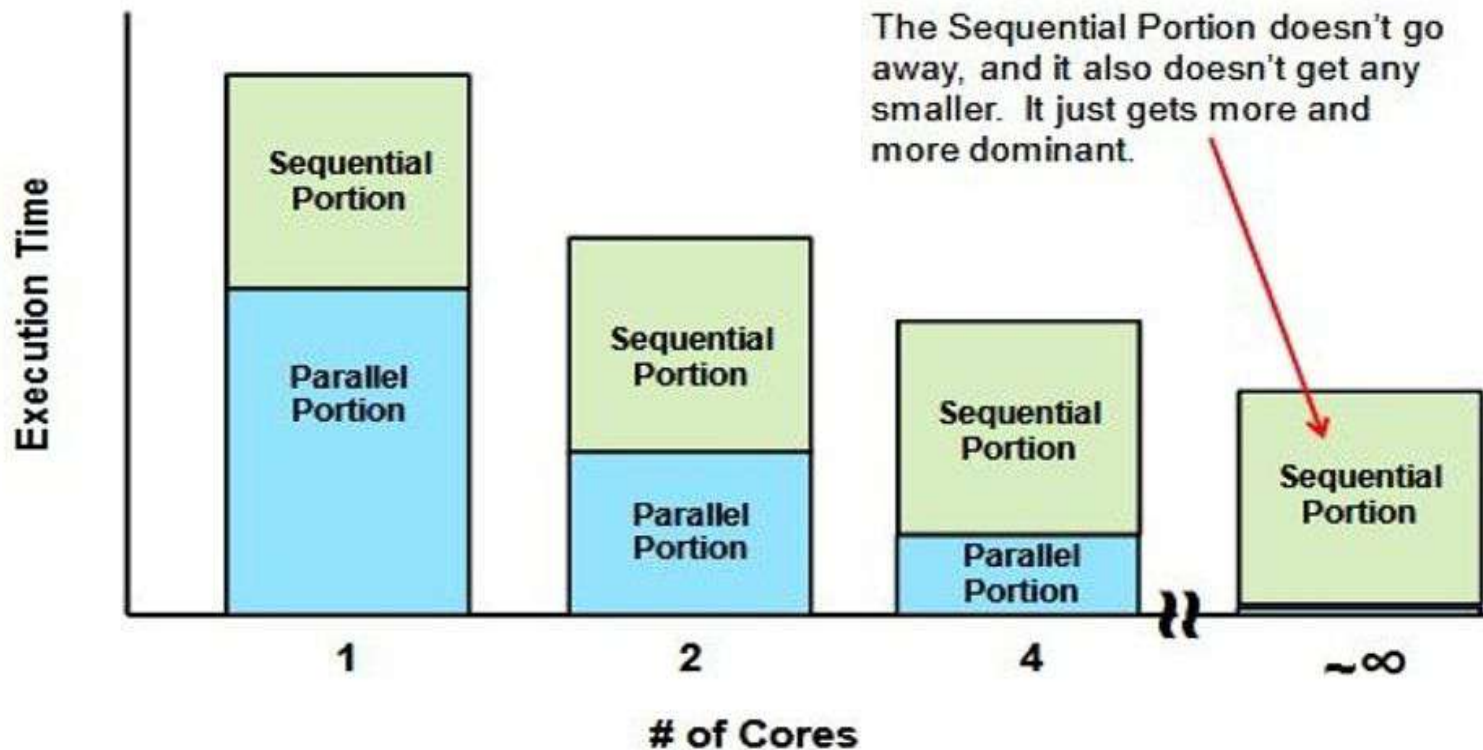 The Sequential Portion doesn't go
away, and it also doesn't get any
smaller. It just gets more and
more dominant.
Execution Time
Sequential
Portion
Parallel
Portion
Sequential
Portion
Parallel
Portion
Sequential
Portion
Parallel
Portion
Sequential
Portion
1
2
4
~∞
# of Cores